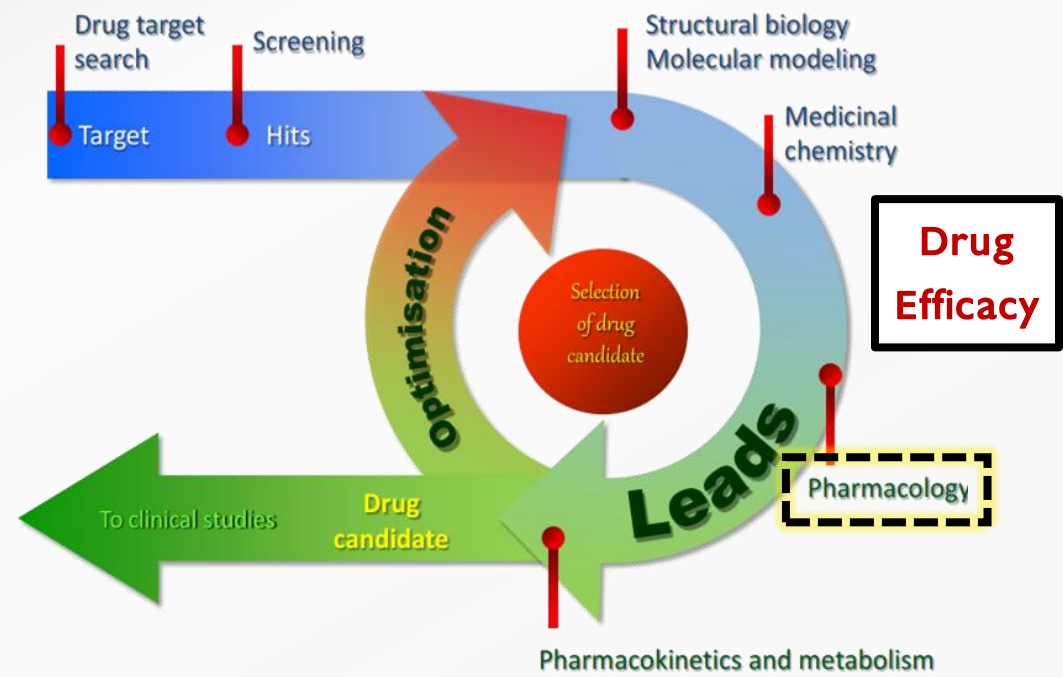 Drug target
search
Screening
Structural biology
Molecular modeling
Target
Hits
Medicinal
chemistry
Drug
Efficacy
optimisation
Selection
of drug
candidate
Leads
Pharmacology
To clinical studies
Drug
candidate
Pharmacokinetics and metabolism